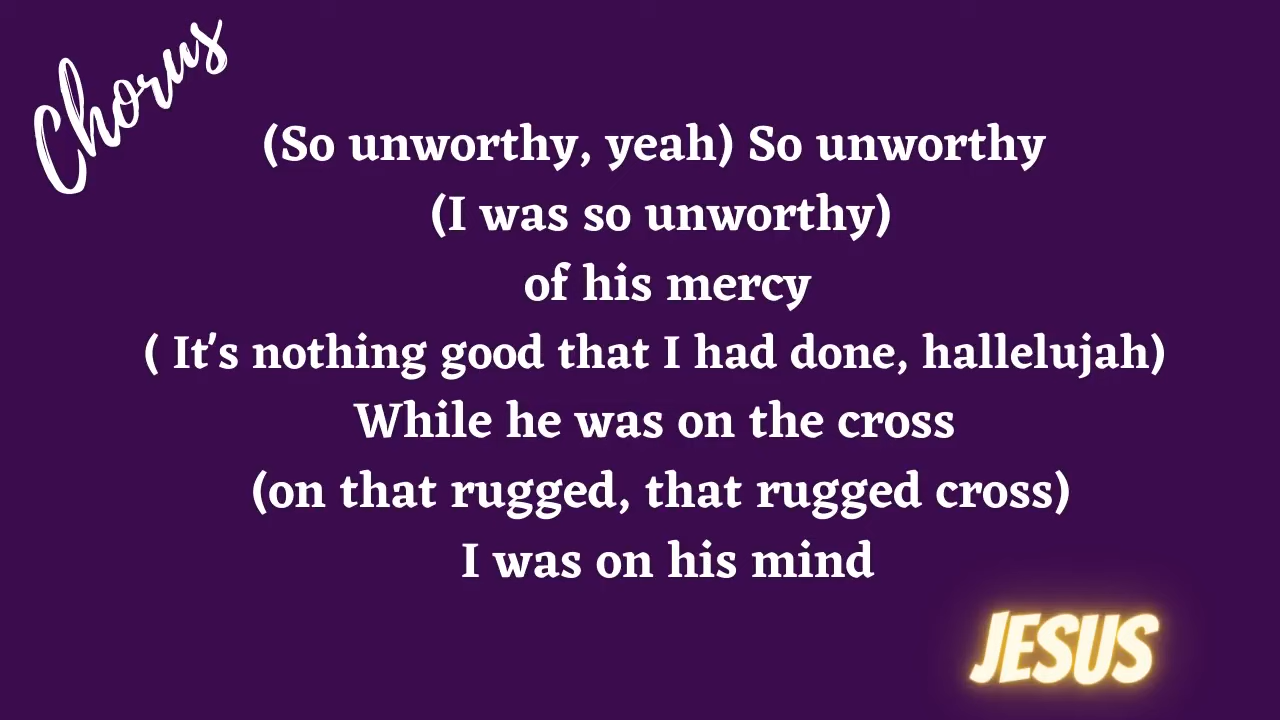 Chorus
(So unworthy, yeah) So unworthy
(I was so unworthy)
of his mercy
( It's nothing good that I had done, hallelujah)
While he was on the cross
(on that rugged, that rugged cross)
I was on his mind
JESUS